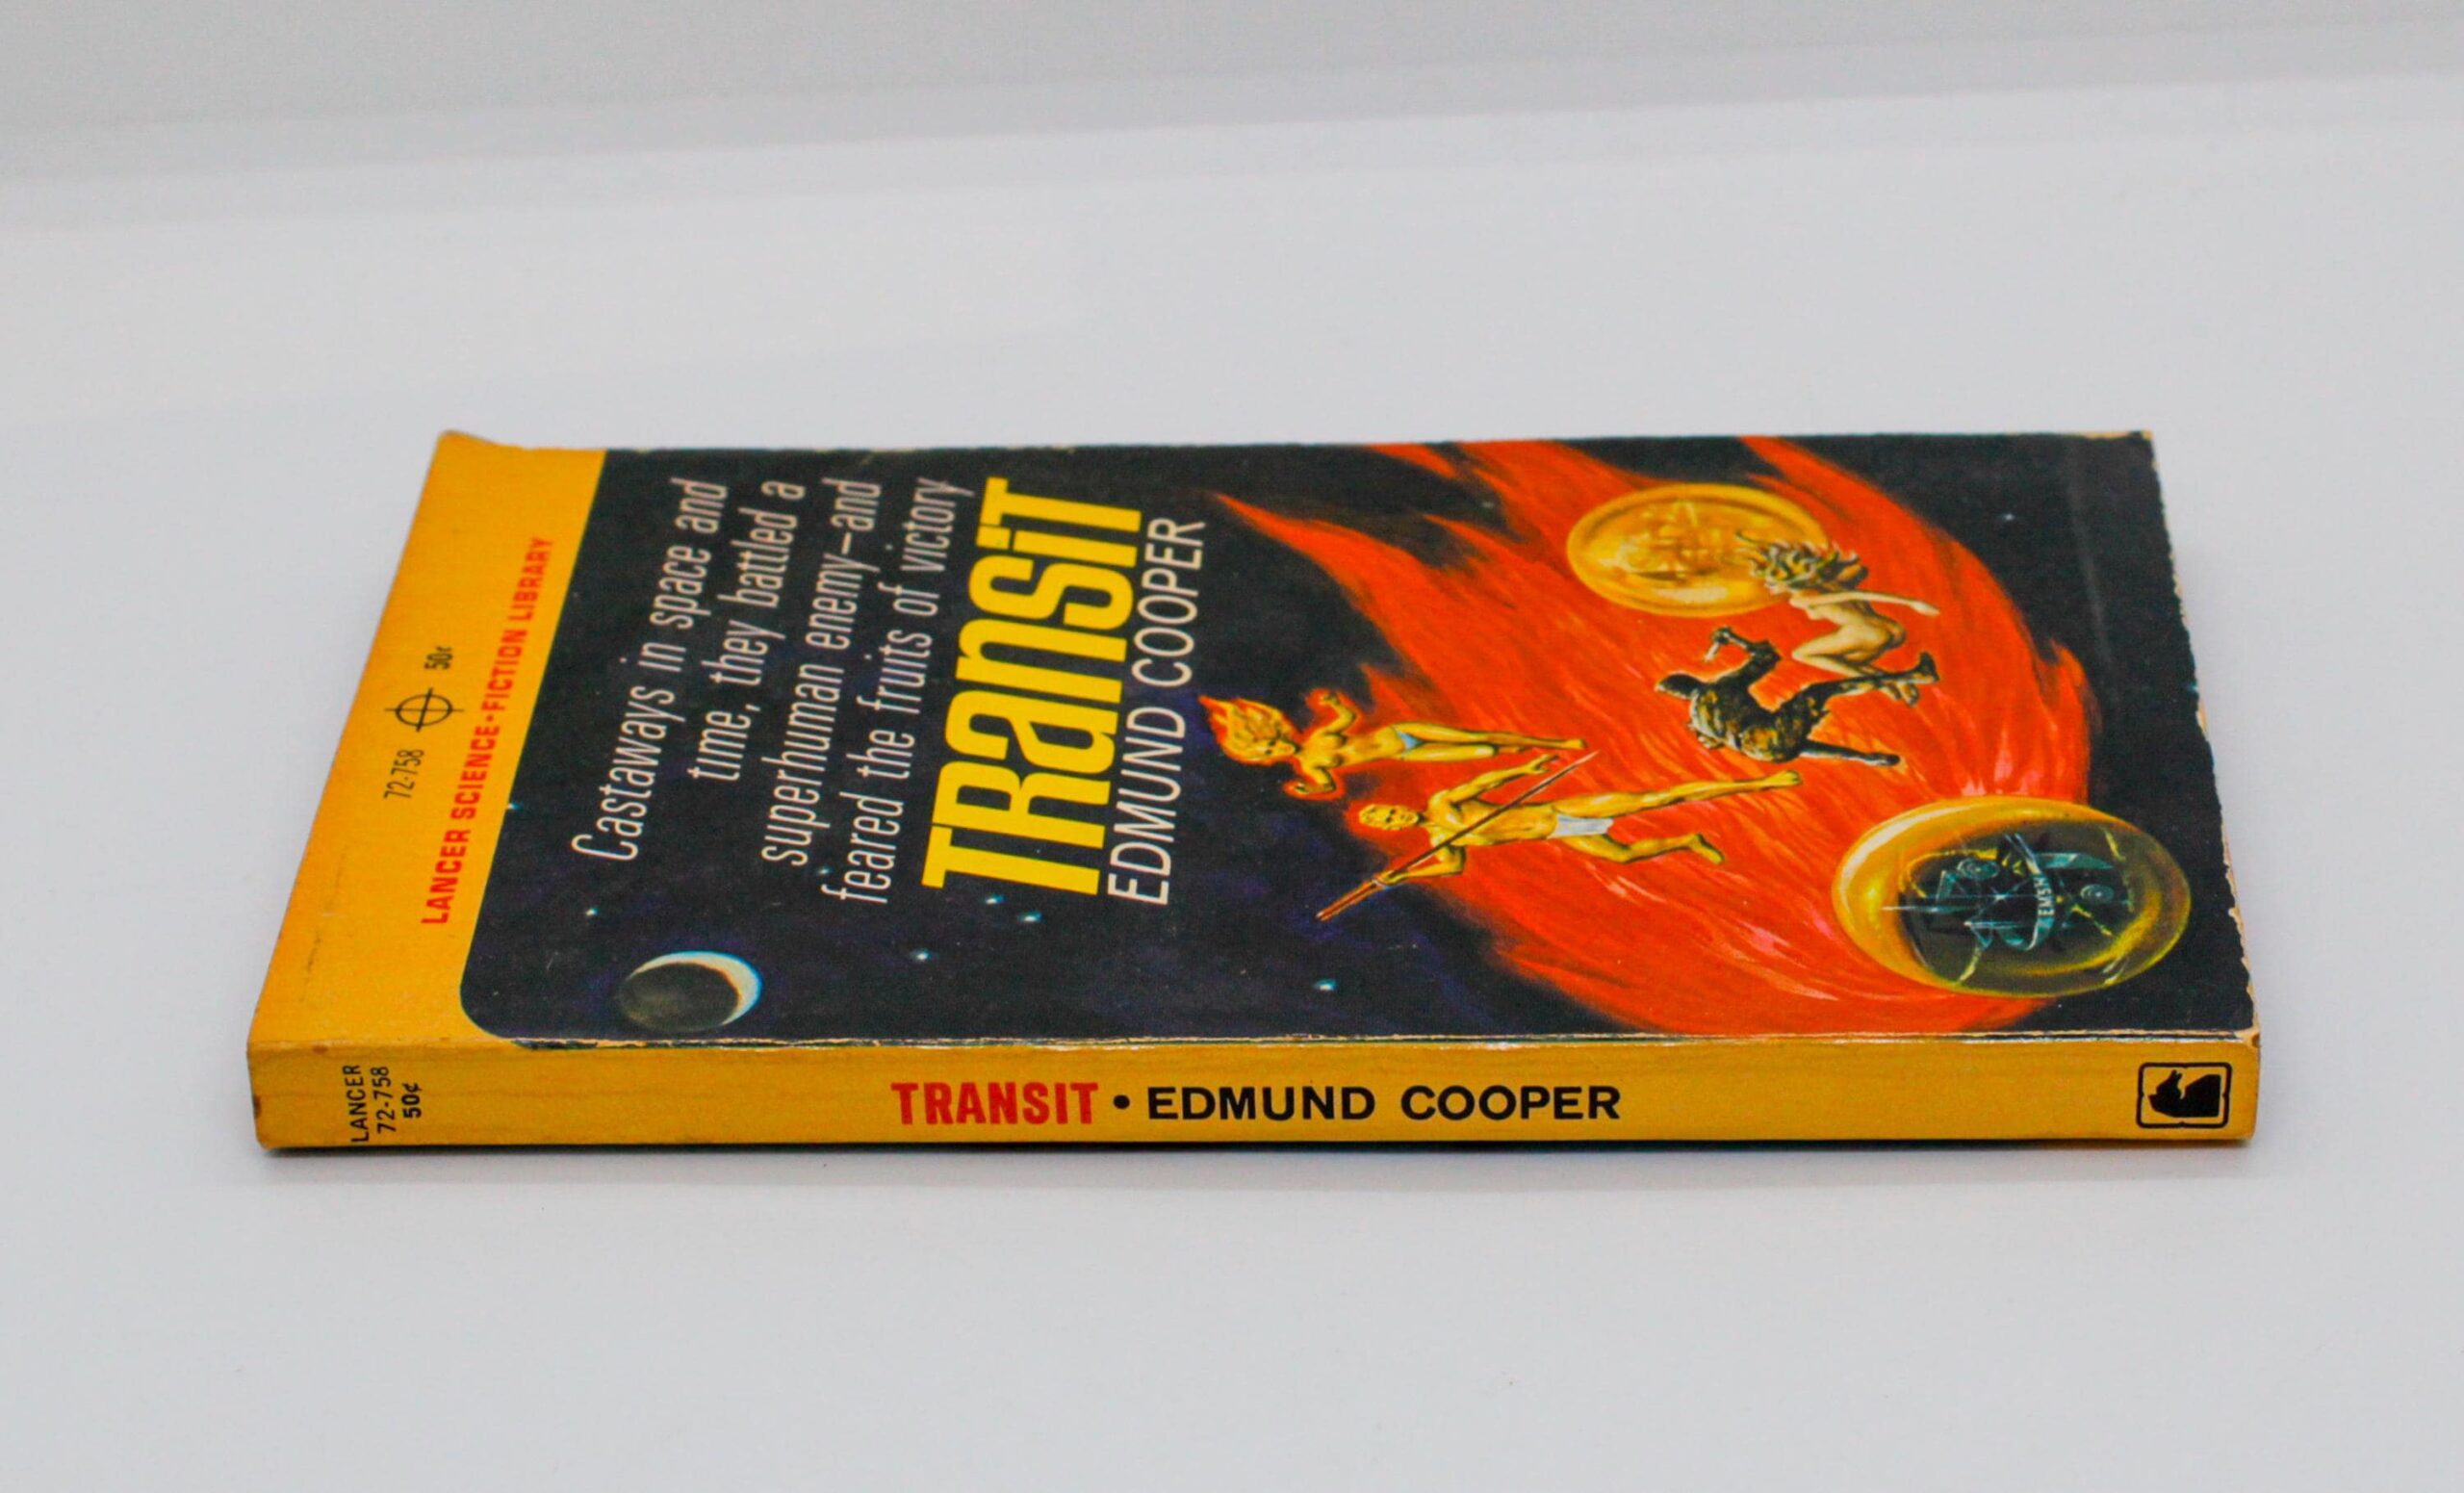 72-758 50¢
LANCER SCIENCE-FICTION LIBRARY
Castaways in space and
time, they battled a
superhuman enemy—and
feared the fruits of victory
TRansiT
EDMUND COOPER
EMSH
LANCER
72-758
50¢
TRANSIT • EDMUND COOPER